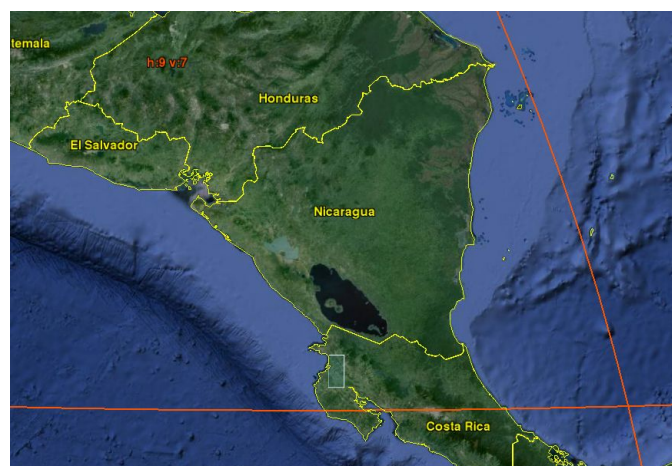 temala
h:9 v:7
Honduras
El Salvador
Nicaragua
Costa Rica